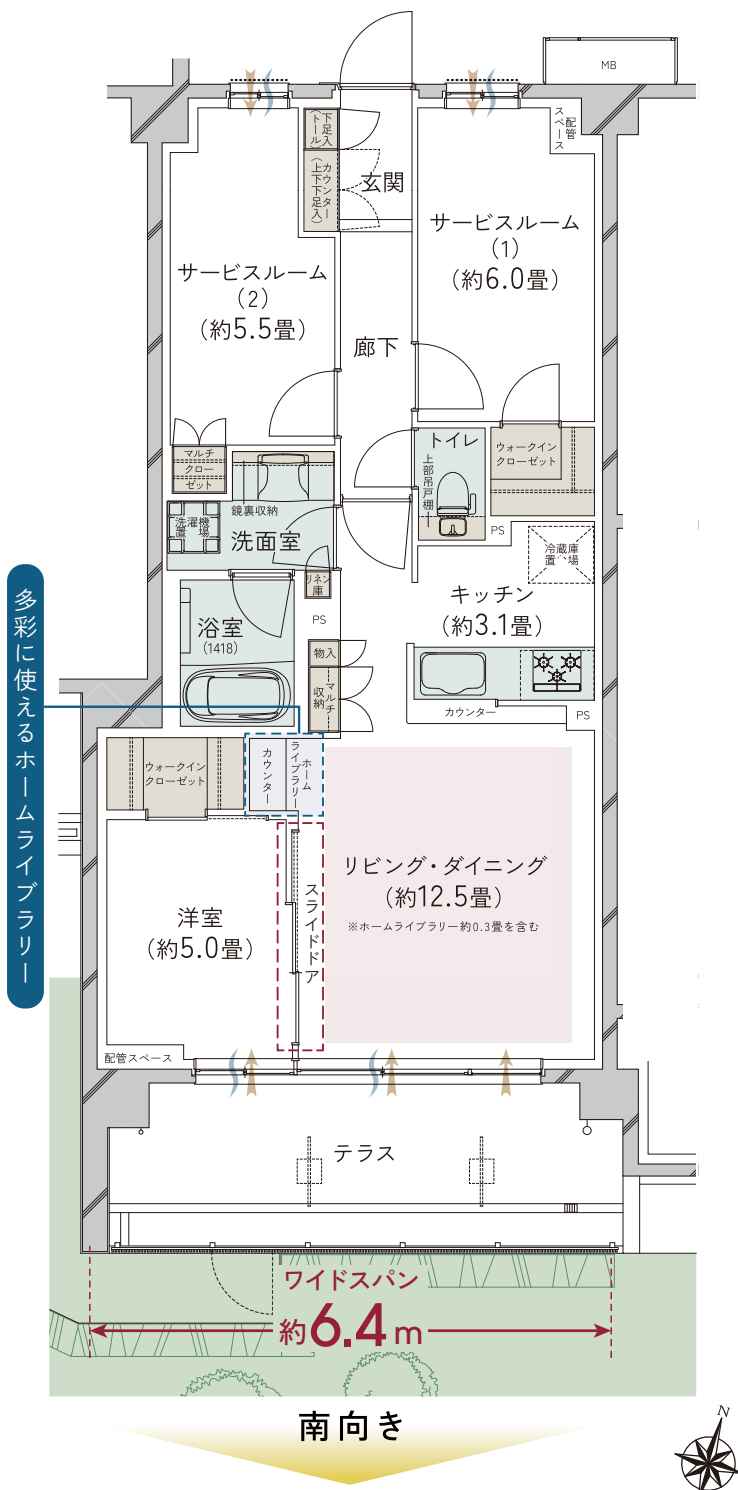 MB
配管
スペース
下足入
(トール)
カウンター
(上下下足入)
玄関
サービスルーム
(1)
(約6.0畳)
サービスルーム
(2)
(約5.5畳)
廊下
トイレ
上部吊戸棚
ウォークイン
クローゼット
マルチ
クロー
ゼット
鏡裏収納
洗濯機
置場
洗面室
PS
冷蔵庫
置場
リネン
庫
キッチン
(約3.1畳)
浴室
(1418)
PS
物入
マルチ
収納
カウンター
PS
多彩に使えるホームライブラリー
ウォークイン
クローゼット
ホーム
ライブラリー
カウンター
リビング・ダイニング
(約12.5畳)
※ホームライブラリー約0.3畳を含む
スライドドア
洋室
(約5.0畳)
配管スペース
テラス
ワイドスパン
約6.4m
南向き
N